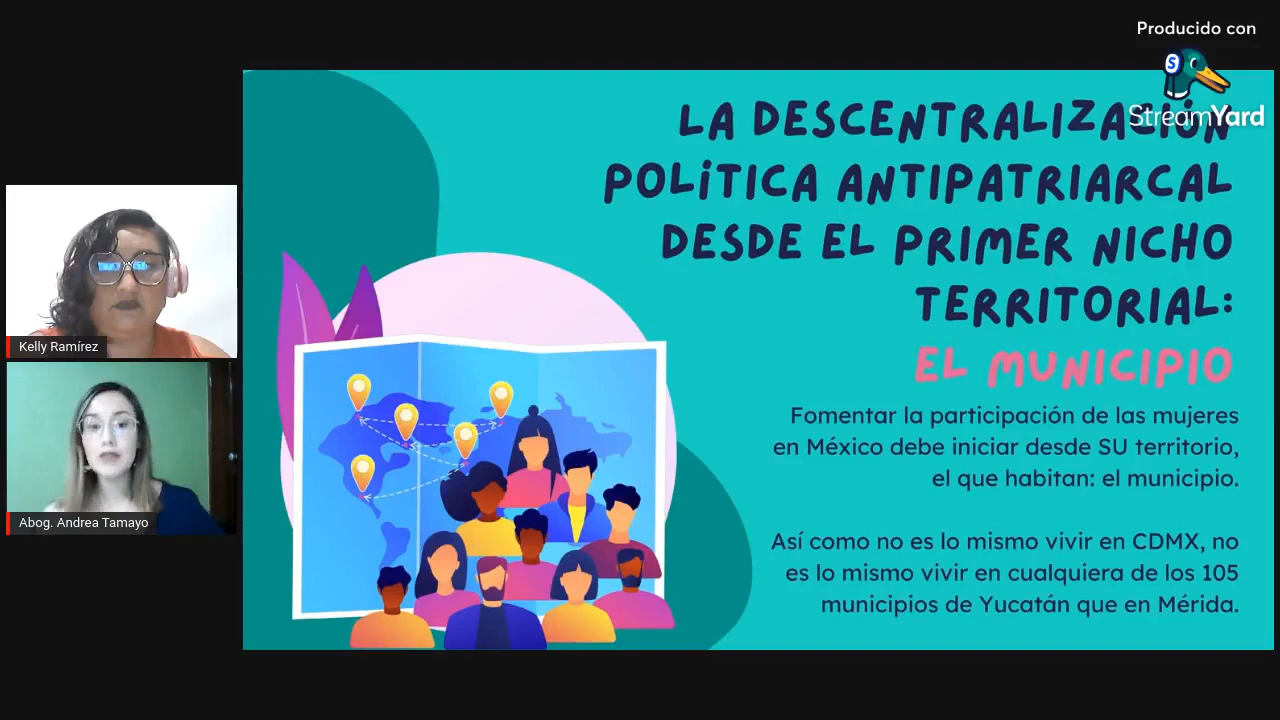 Producido con
StreamYard
LA DESCENTRALIZACIÓN
POLÍTICA ANTIPATRIARCAL
DESDE EL PRIMER NICHO
TERRITORIAL:
EL MUNICIPIO
Fomentar la participación de las mujeres
en México debe iniciar desde SU territorio,
el que habitan: el municipio.
Así como no es lo mismo vivir en CDMX, no
es lo mismo vivir en cualquiera de los 105
municipios de Yucatán que en Mérida.
Kelly Ramírez
Abog. Andrea Tamayo